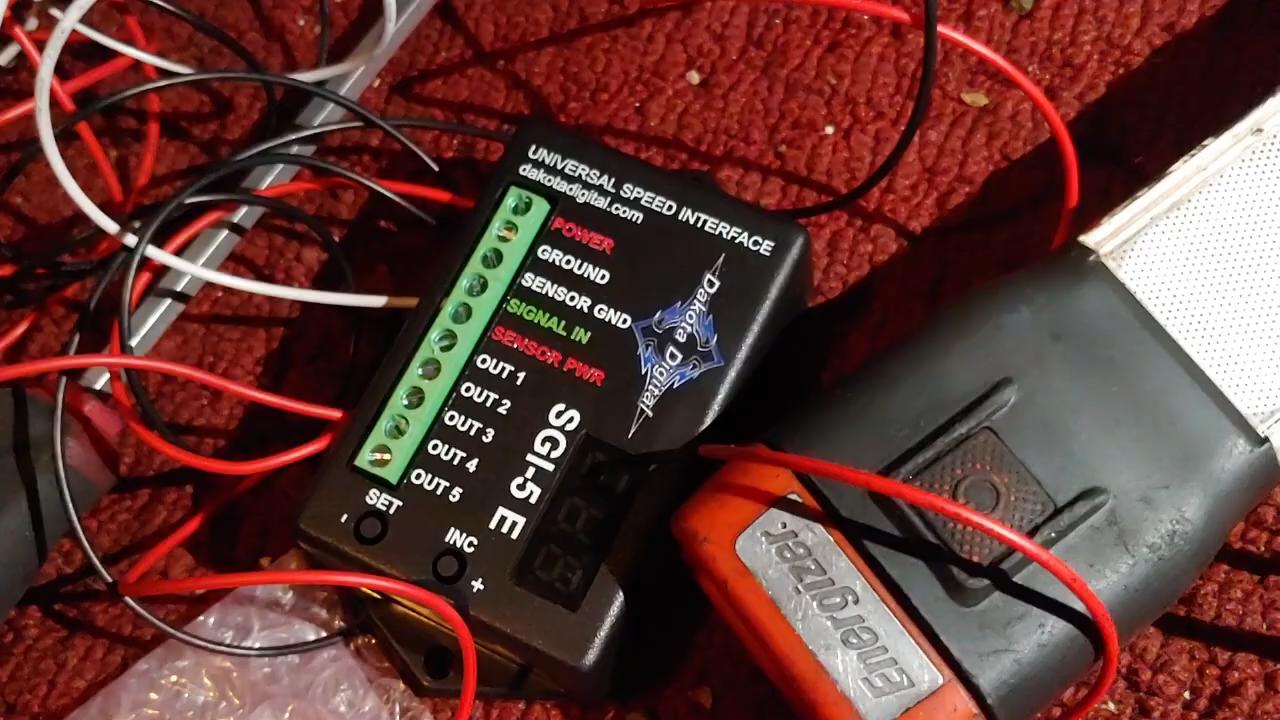 UNIVERSAL SPEED INTERFACE
dakotadigital.com
POWER
GROUND
SENSOR GND
SIGNAL IN
SENSOR PWR
OUT 1
OUT 2
OUT 3
OUT 4
OUT 5
SET
-
INC
+
SGI-5 E
Dakota Digital
Energizer